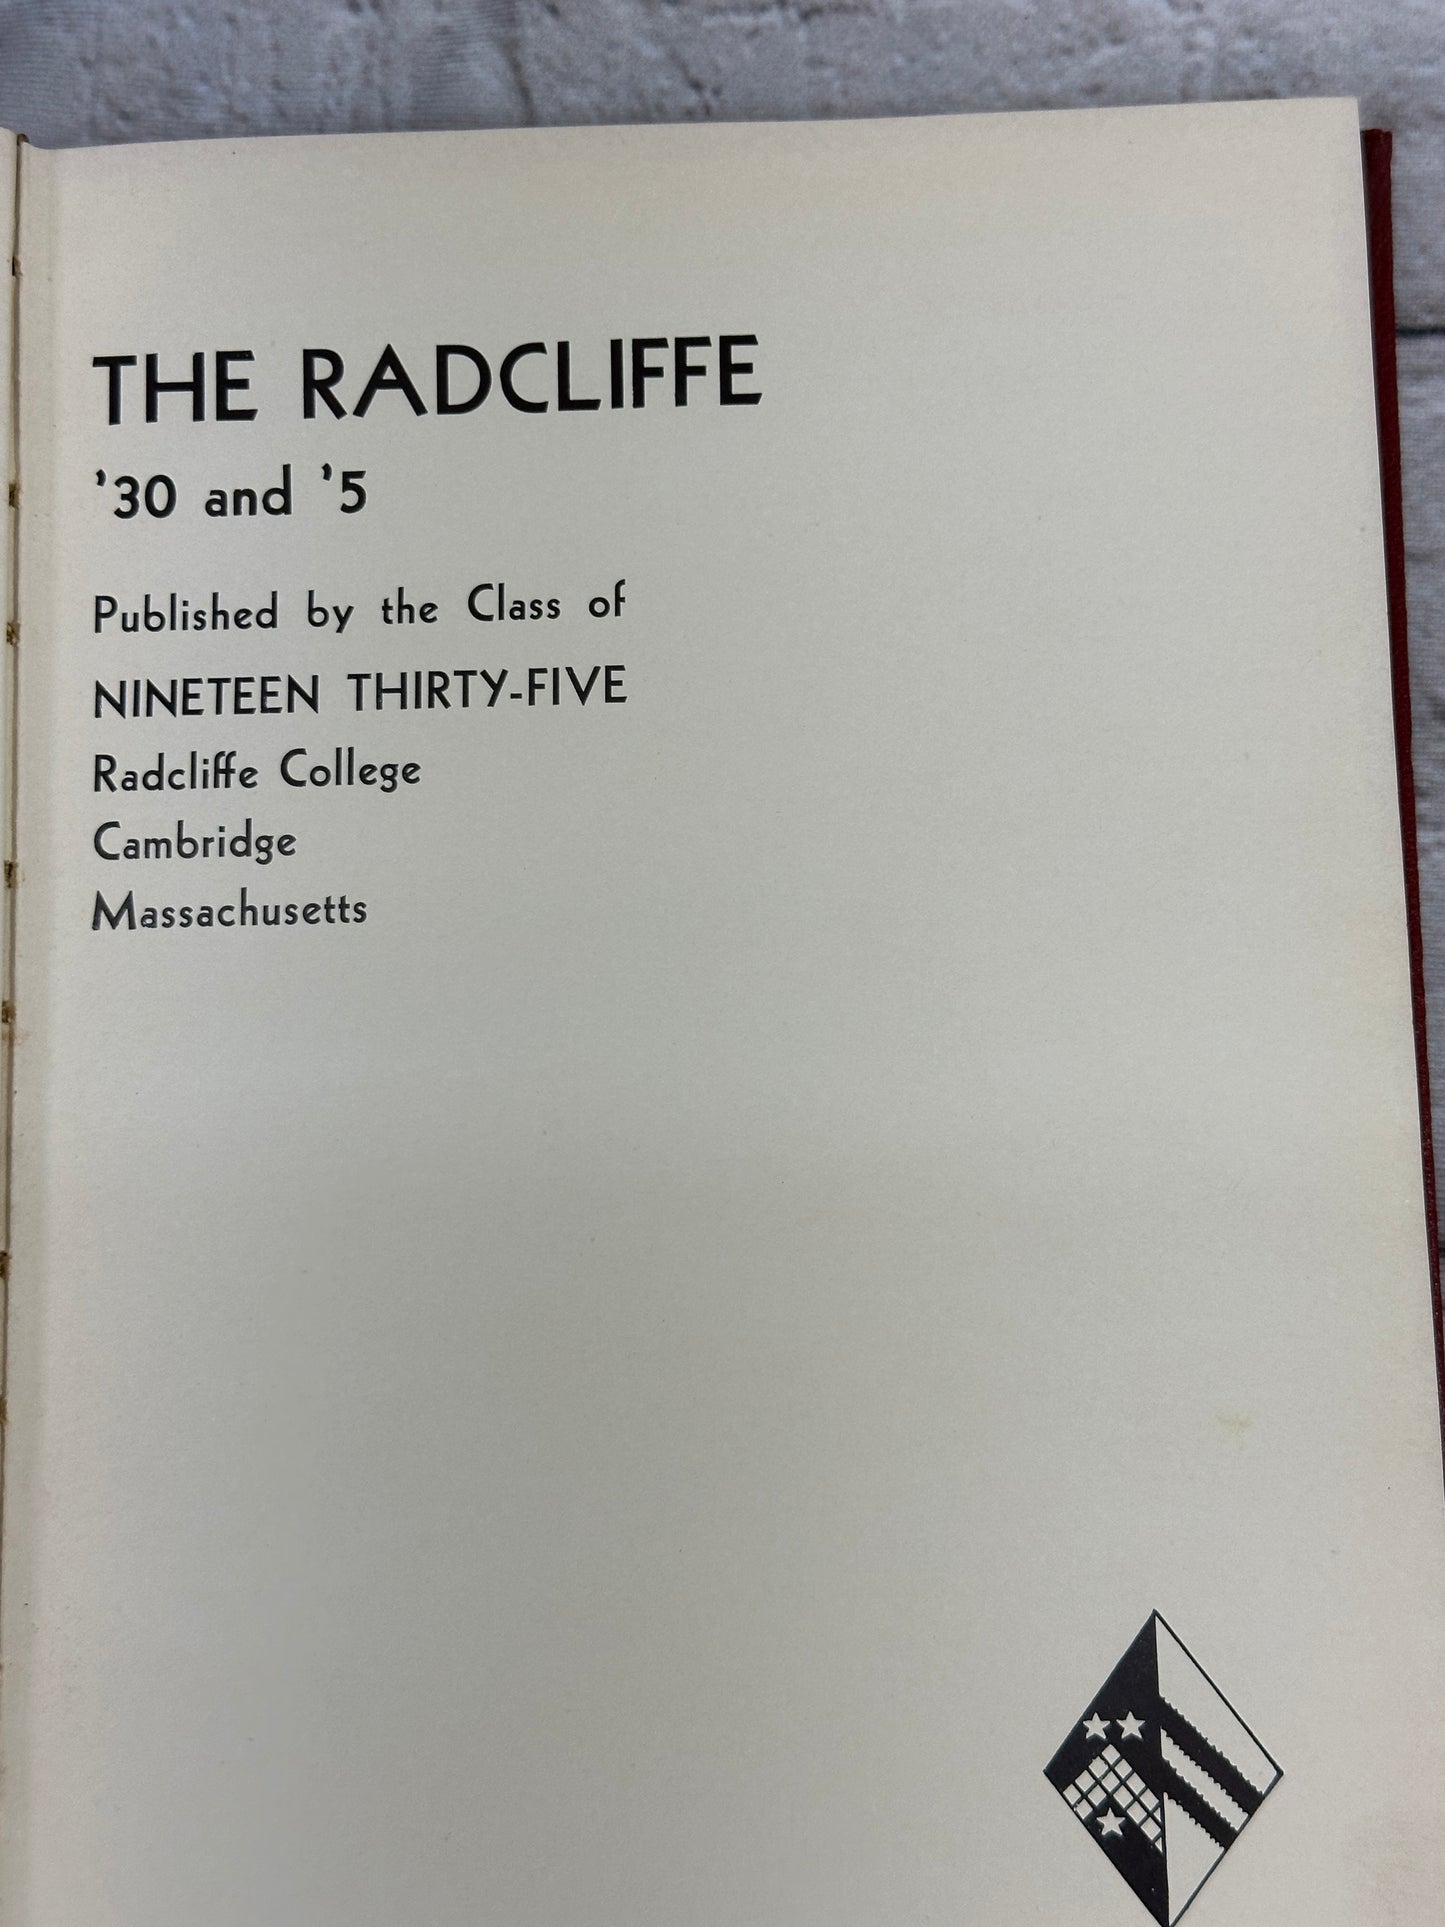 THE RADCLIFFE
'30 and '5
Published by the Class of
NINETEEN THIRTY-FIVE
Radcliffe College
Cambridge
Massachusetts